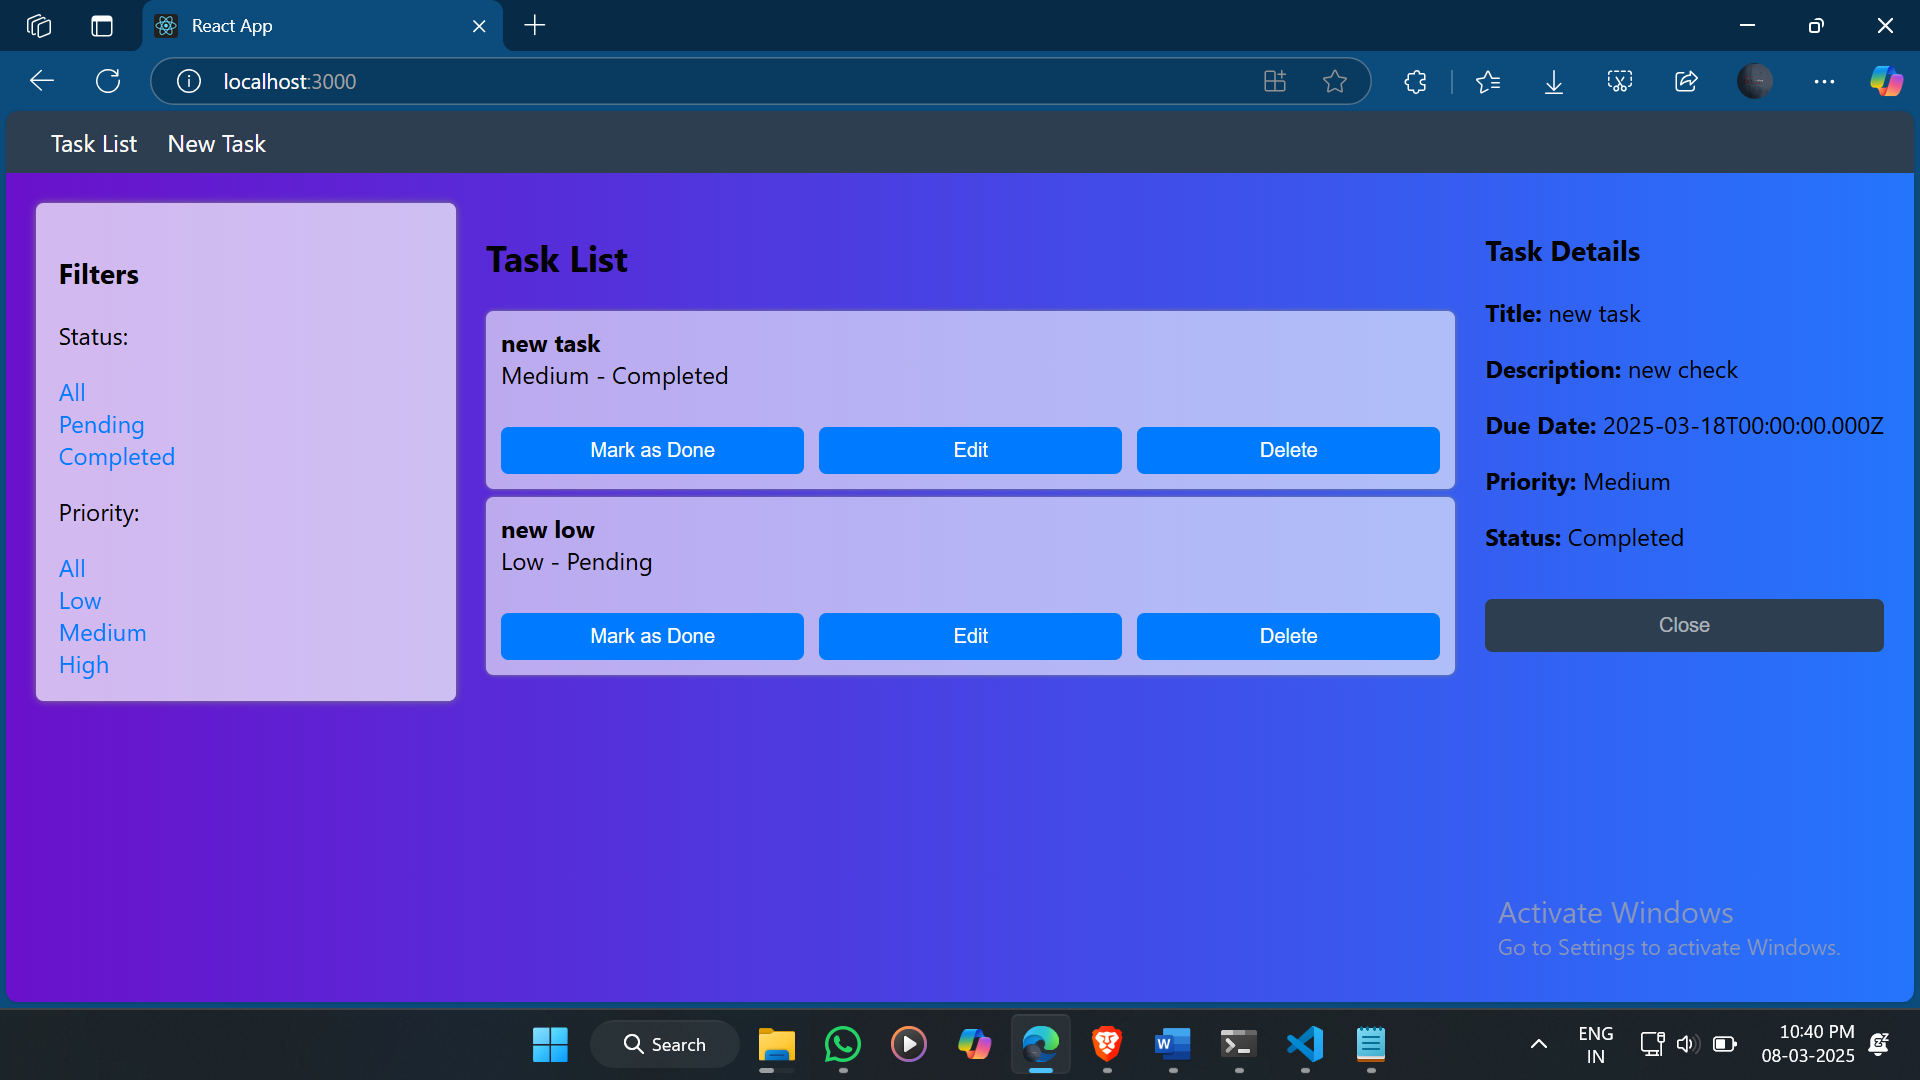 React App
localhost:3000
Task List New Task
Filters
Status:
All
Pending
Completed
Priority:
All
Low
Medium
High
Task List
new task
Medium - Completed
Mark as Done Edit Delete
new low
Low - Pending
Mark as Done Edit Delete
Task Details
Title: new task
Description: new check
Due Date: 2025-03-18T00:00:00.000Z
Priority: Medium
Status: Completed
Close
Activate Windows
Go to Settings to activate Windows.
Search
ENG
IN
10:40 PM
08-03-2025